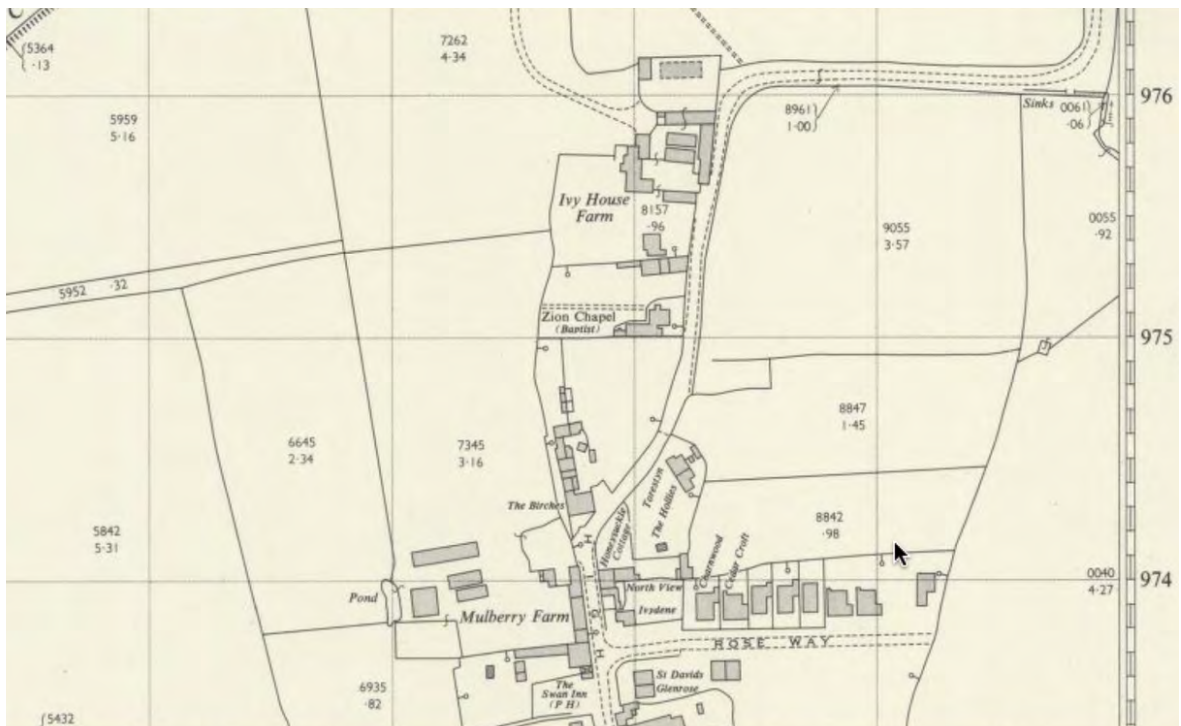 C
5364
·13
7262
4·34
976
5959
5·16
8961
1·00
Sinks
0061
·06
Ivy House
Farm
8157
·96
9055
3·57
0055
·92
5952 ·32
Zion Chapel
(Baptist)
975
8847
1·45
6645
2·34
7345
3·16
Torestyn
The Hollies
The Birches
Honeysuckle
Cottage
8842
·98
5842
5·31
H I G H
Charnwood
Cedar Croft
974
0040
4·27
Pond
North View
Ivydene
Mulberry Farm
ROSE WAY
The
Swan Inn
(P H)
St Davids
Glenrose
6935
·82
5432